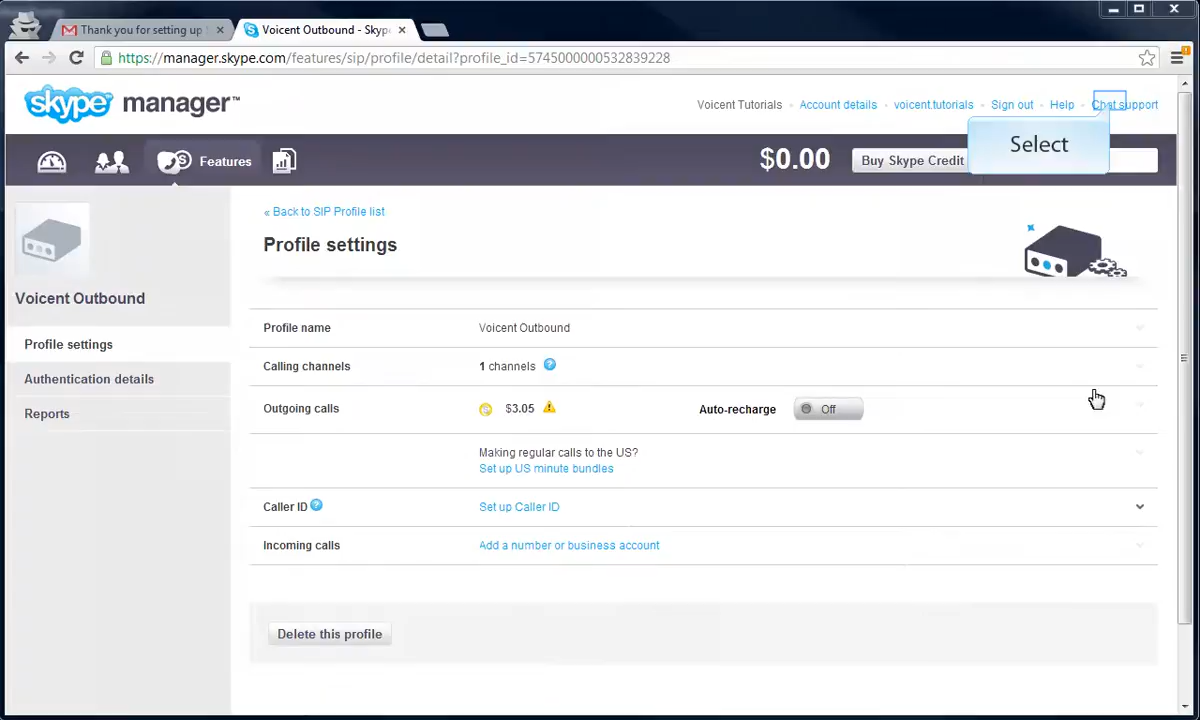 Thank you for setting up
Voicent Outbound - Skype
https://manager.skype.com/features/sip/profile/detail?profile_id=5745000000532839228
skype manager™
Voicent Tutorials
Account details
voicent.tutorials
Sign out
Help
Chat support
Select
Features
$0.00
Buy Skype Credit
« Back to SIP Profile list
Profile settings
Voicent Outbound
Profile settings
Authentication details
Reports
Profile name Voicent Outbound
Calling channels 1 channels ?
Outgoing calls $3.05 Auto-recharge Off
Making regular calls to the US?
Set up US minute bundles
Caller ID ? Set up Caller ID
Incoming calls Add a number or business account
Delete this profile